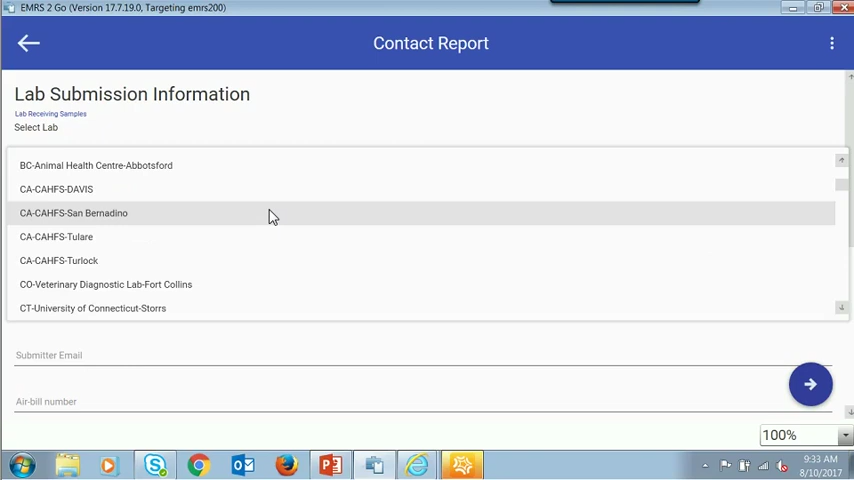 EMRS 2 Go (Version 17.7.19.0, Targeting emrs200)
Contact Report
Lab Submission Information
Lab Receiving Samples
Select Lab
BC-Animal Health Centre-Abbotsford
CA-CAHFS-DAVIS
CA-CAHFS-San Bernadino
CA-CAHFS-Tulare
CA-CAHFS-Turlock
CO-Veterinary Diagnostic Lab-Fort Collins
CT-University of Connecticut-Storrs
Submitter Email
Air-bill number
100%
9:33 AM
8/10/2017